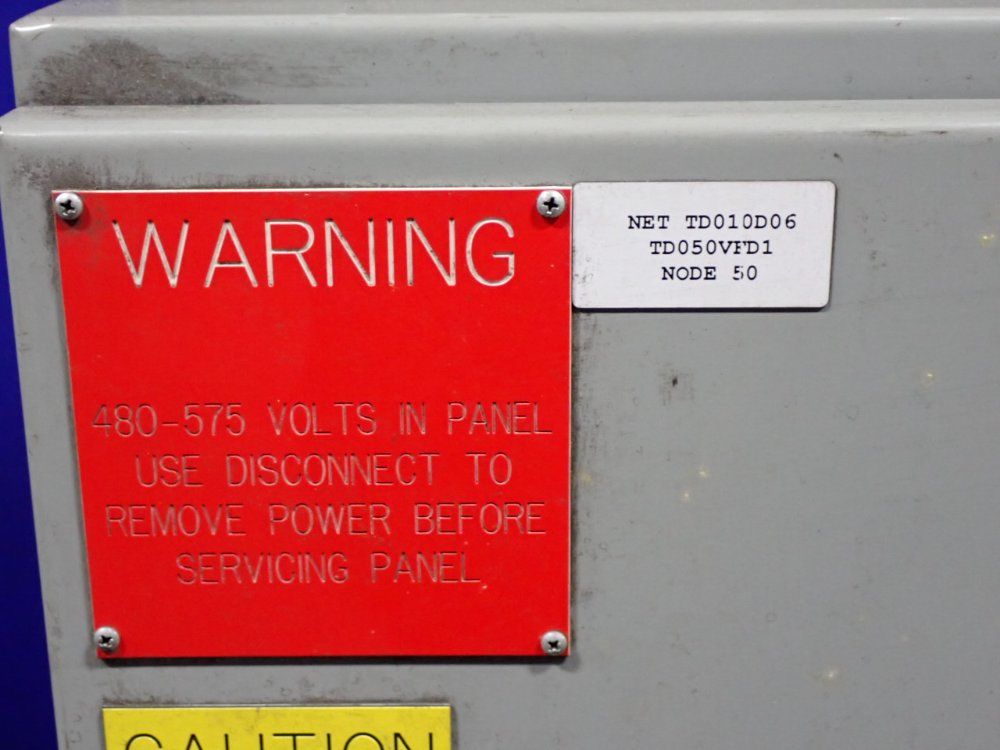 WARNING
480-575 VOLTS IN PANEL
USE DISCONNECT TO
REMOVE POWER BEFORE
SERVICING PANEL
NET TD010D06
TD050VFD1
NODE 50
CAUTION